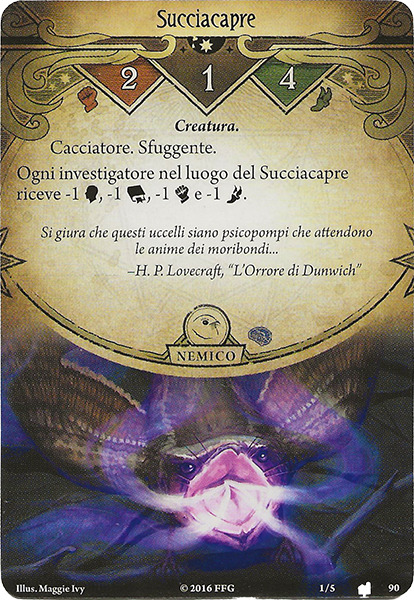 Succiacapre
2 1 4
Creatura.
Cacciatore. Sfuggente.
Ogni investigatore nel luogo del Succiacapre
riceve -1 , -1 , -1 e -1 .
Si giura che questi uccelli siano psicopompi che attendono
le anime dei moribondi...
–H. P. Lovecraft, “L’Orrore di Dunwich”
NEMICO
Illus. Maggie Ivy © 2016 FFG 1/5 90